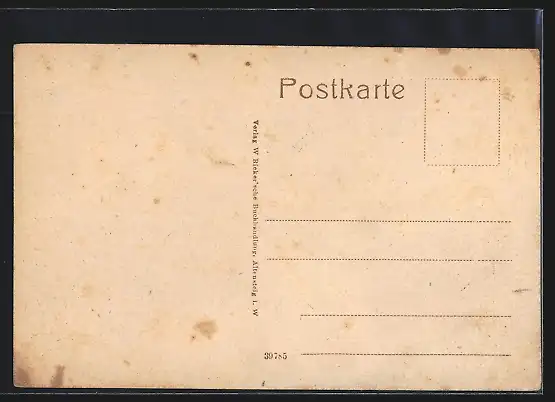 Postkarte
Verlag W Rieker'sche Buchhandlung, Altensteig i. W
39785